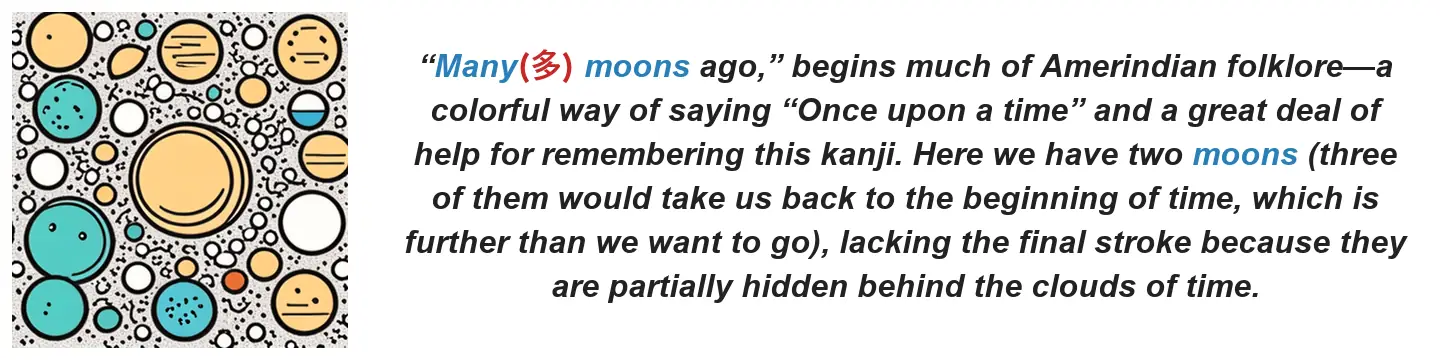 “Many(多) moons ago,” begins much of Amerindian folklore—a
colorful way of saying “Once upon a time” and a great deal of
help for remembering this kanji. Here we have two moons (three
of them would take us back to the beginning of time, which is
further than we want to go), lacking the final stroke because they
are partially hidden behind the clouds of time.